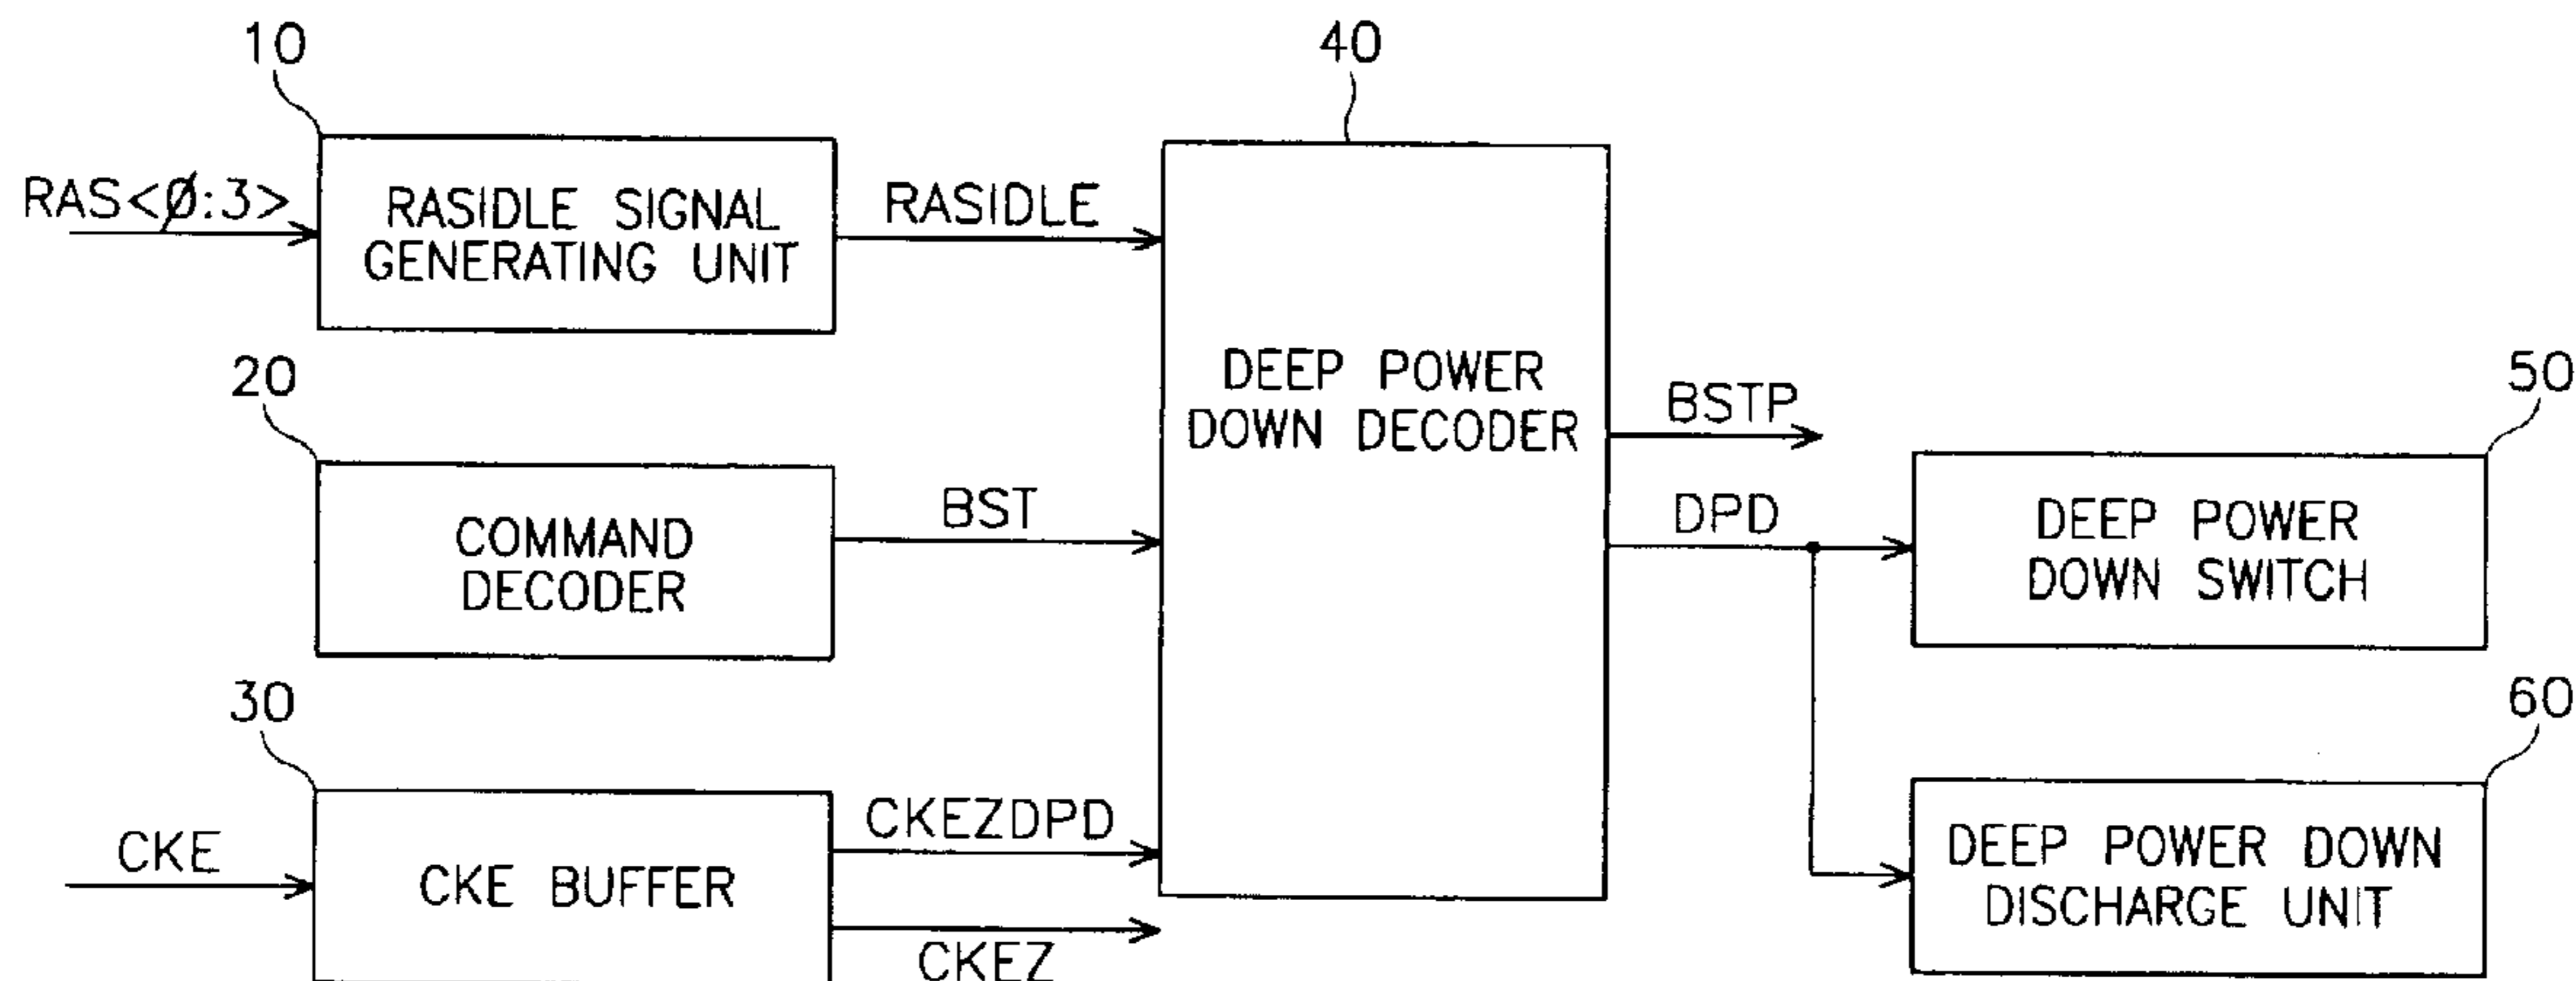 10
RAS<Ø:3>
RASIDLE SIGNAL
GENERATING UNIT
RASIDLE
20
COMMAND
DECODER
BST
30
CKE
CKE BUFFER
CKEZDPD
CKEZ
40
DEEP POWER
DOWN DECODER
BSTP
DPD
50
DEEP POWER
DOWN SWITCH
60
DEEP POWER DOWN
DISCHARGE UNIT